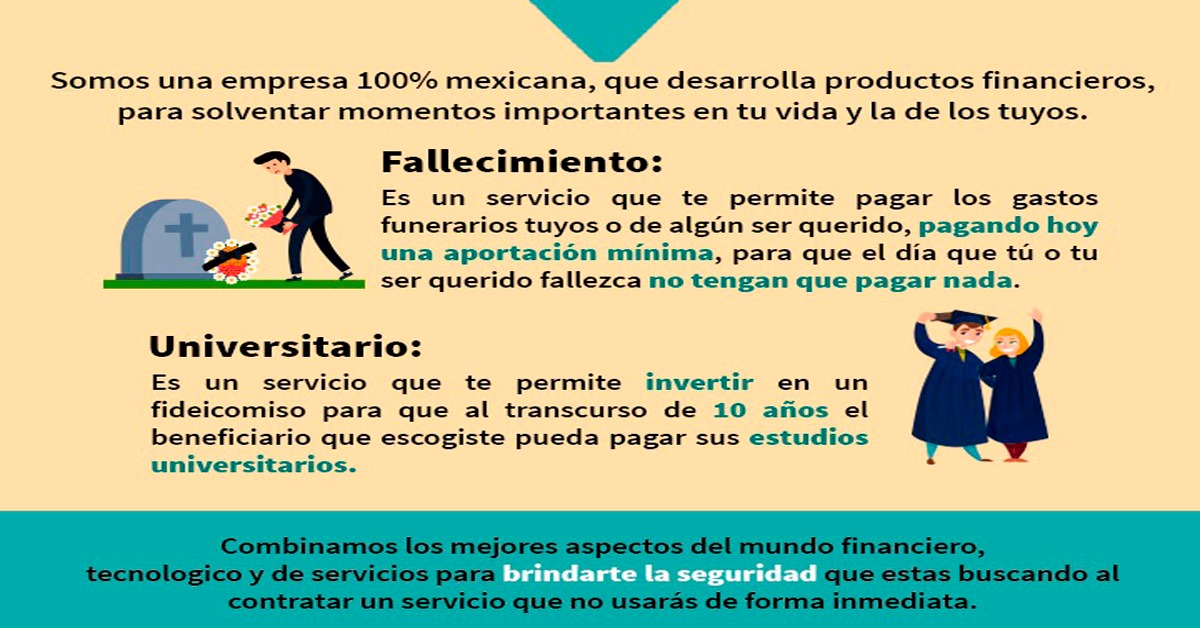 Somos una empresa 100% mexicana, que desarrolla productos financieros,
para solventar momentos importantes en tu vida y la de los tuyos.
Fallecimiento:
Es un servicio que te permite pagar los gastos
funerarios tuyos o de algún ser querido, pagando hoy
una aportación mínima, para que el día que tú o tu
ser querido fallezca no tengan que pagar nada.
Universitario:
Es un servicio que te permite invertir en un
fideicomiso para que al transcurso de 10 años el
beneficiario que escogiste pueda pagar sus estudios
universitarios.
Combinamos los mejores aspectos del mundo financiero,
tecnologico y de servicios para brindarte la seguridad que estas buscando al
contratar un servicio que no usarás de forma inmediata.